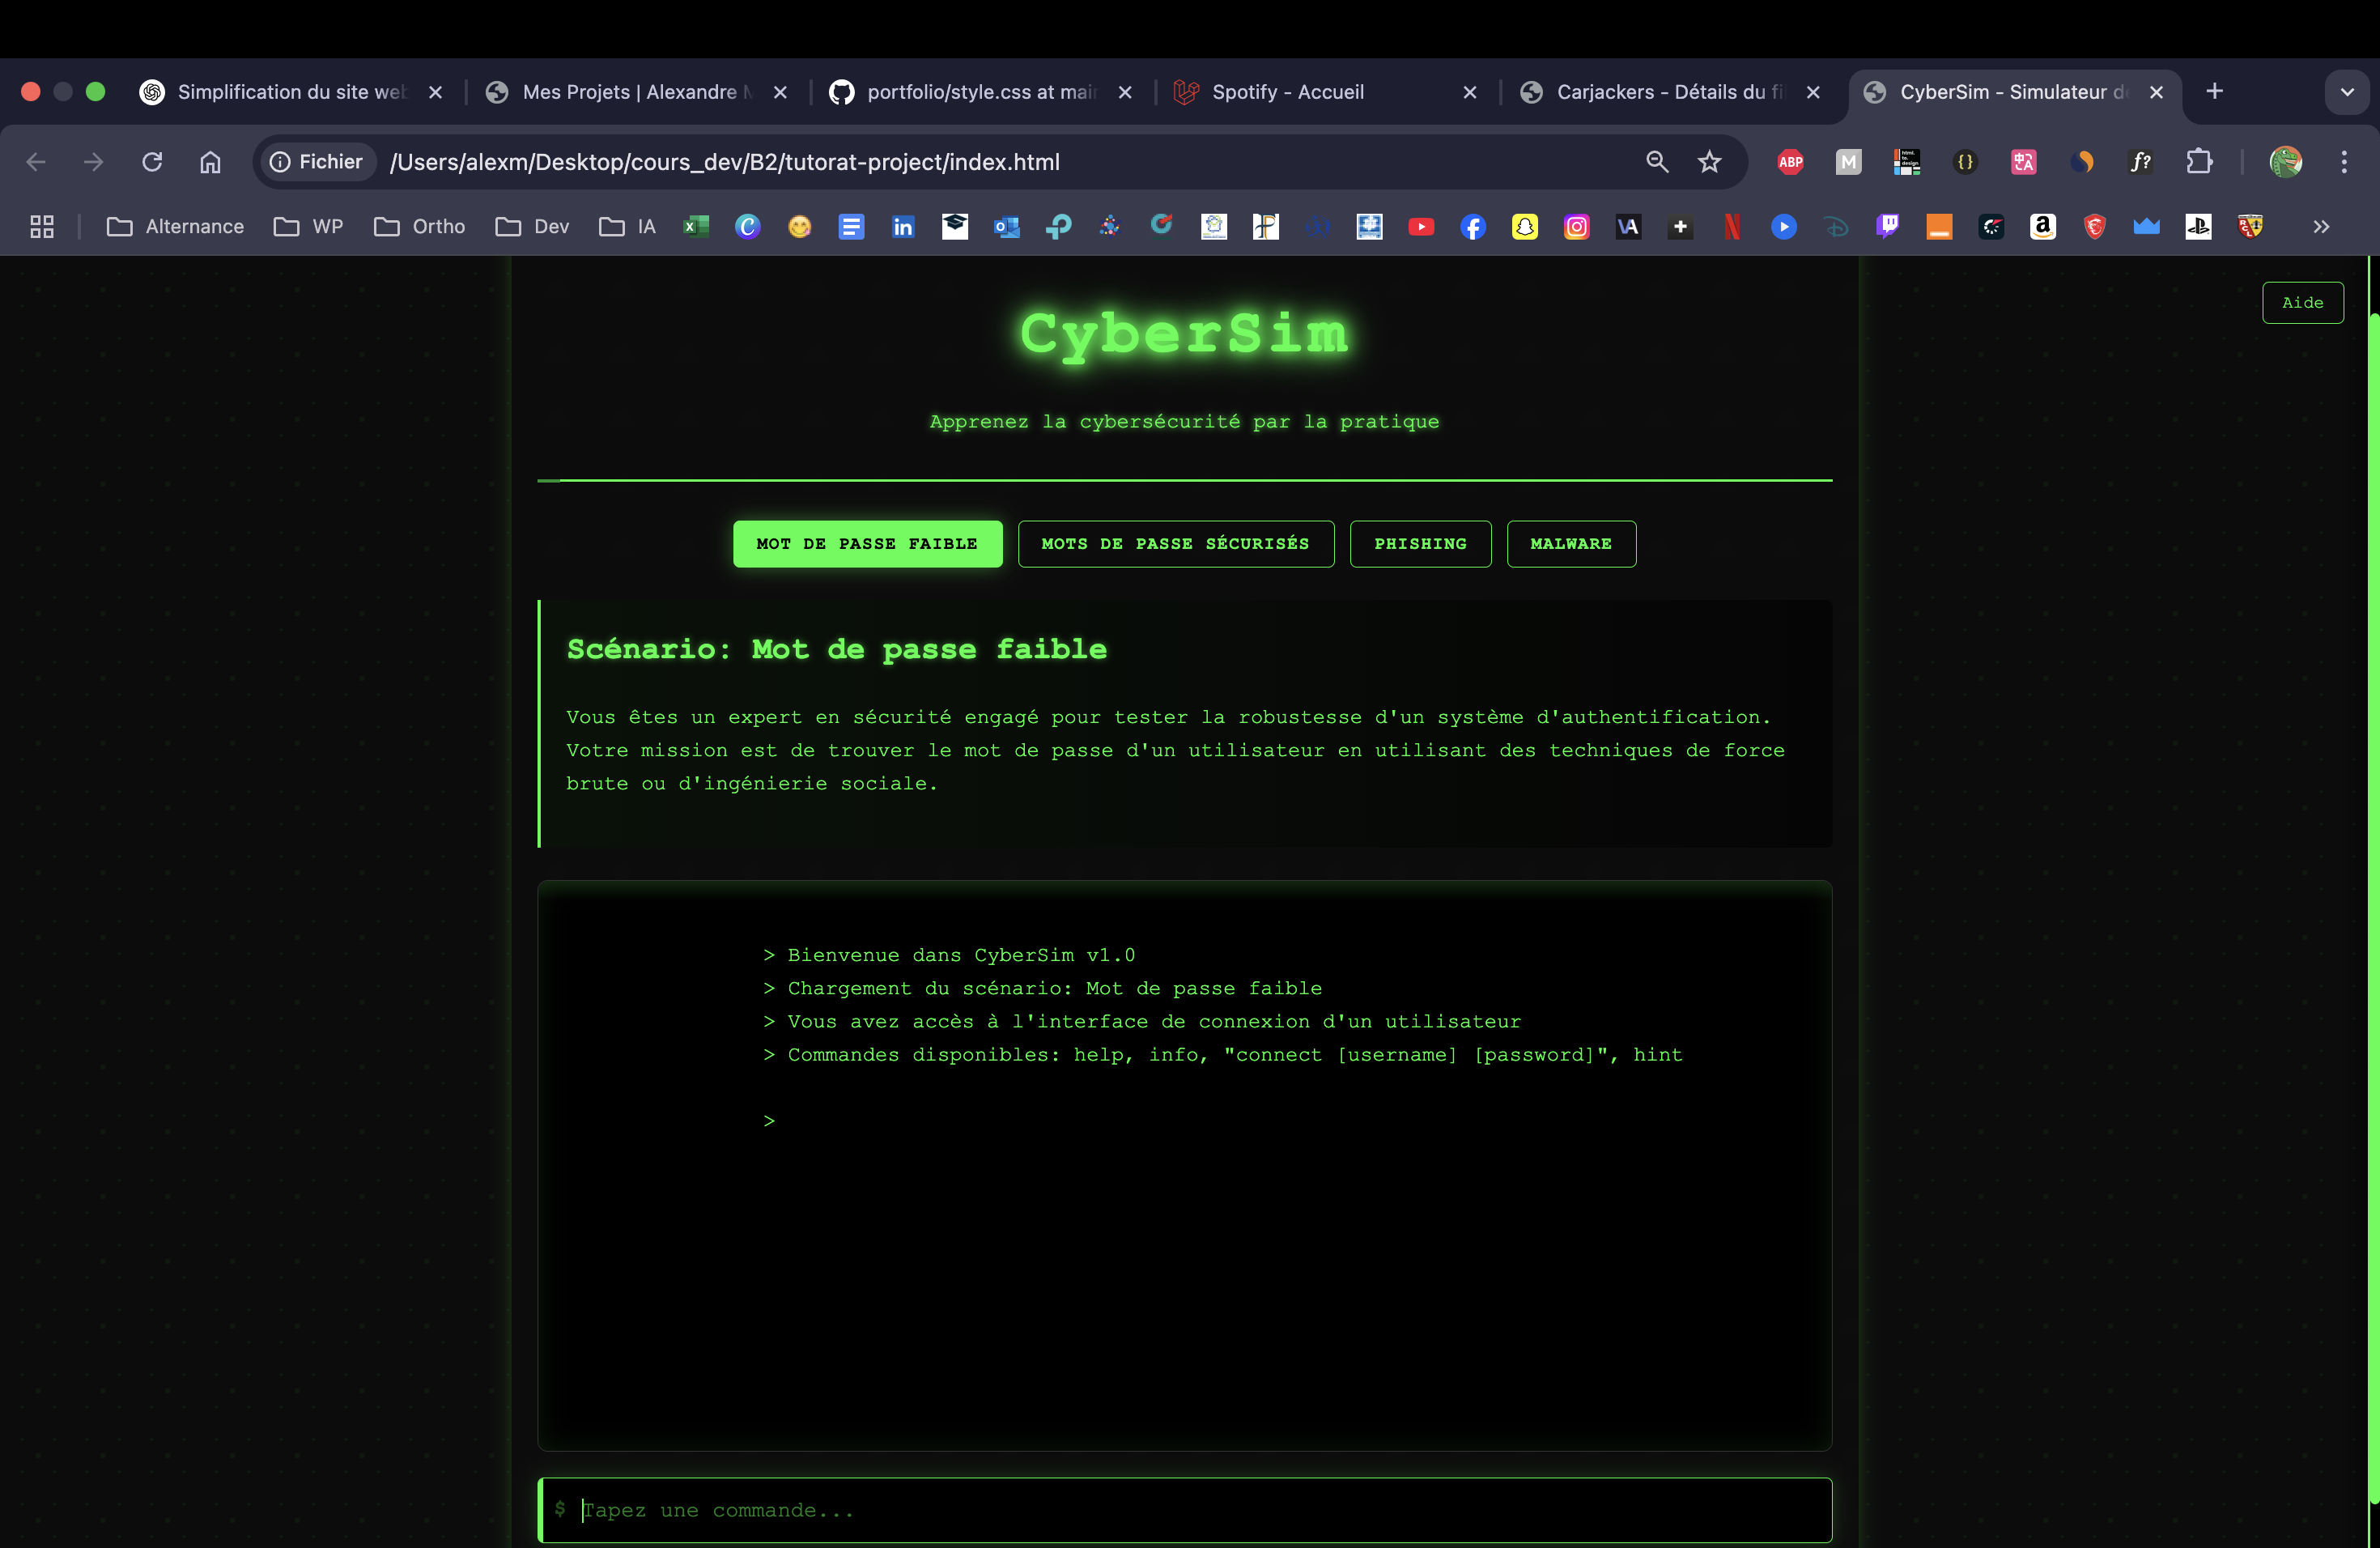 Simplification du site web
Mes Projets | Alexandre M
portfolio/style.css at main
Spotify - Accueil
Carjackers - Détails du fi
CyberSim - Simulateur de
Fichier
/Users/alexm/Desktop/cours_dev/B2/tutorat-project/index.html
ABP
M
{}
f?
Alternance
WP
Ortho
Dev
IA
in
VA
a
Aide
CyberSim
Apprenez la cybersécurité par la pratique
MOT DE PASSE FAIBLE
MOTS DE PASSE SÉCURISÉS
PHISHING
MALWARE
Scénario: Mot de passe faible
Vous êtes un expert en sécurité engagé pour tester la robustesse d'un système d'authentification.
Votre mission est de trouver le mot de passe d'un utilisateur en utilisant des techniques de force
brute ou d'ingénierie sociale.
> Bienvenue dans CyberSim v1.0
> Chargement du scénario: Mot de passe faible
> Vous avez accès à l'interface de connexion d'un utilisateur
> Commandes disponibles: help, info, "connect [username] [password]", hint
>
$ Tapez une commande...